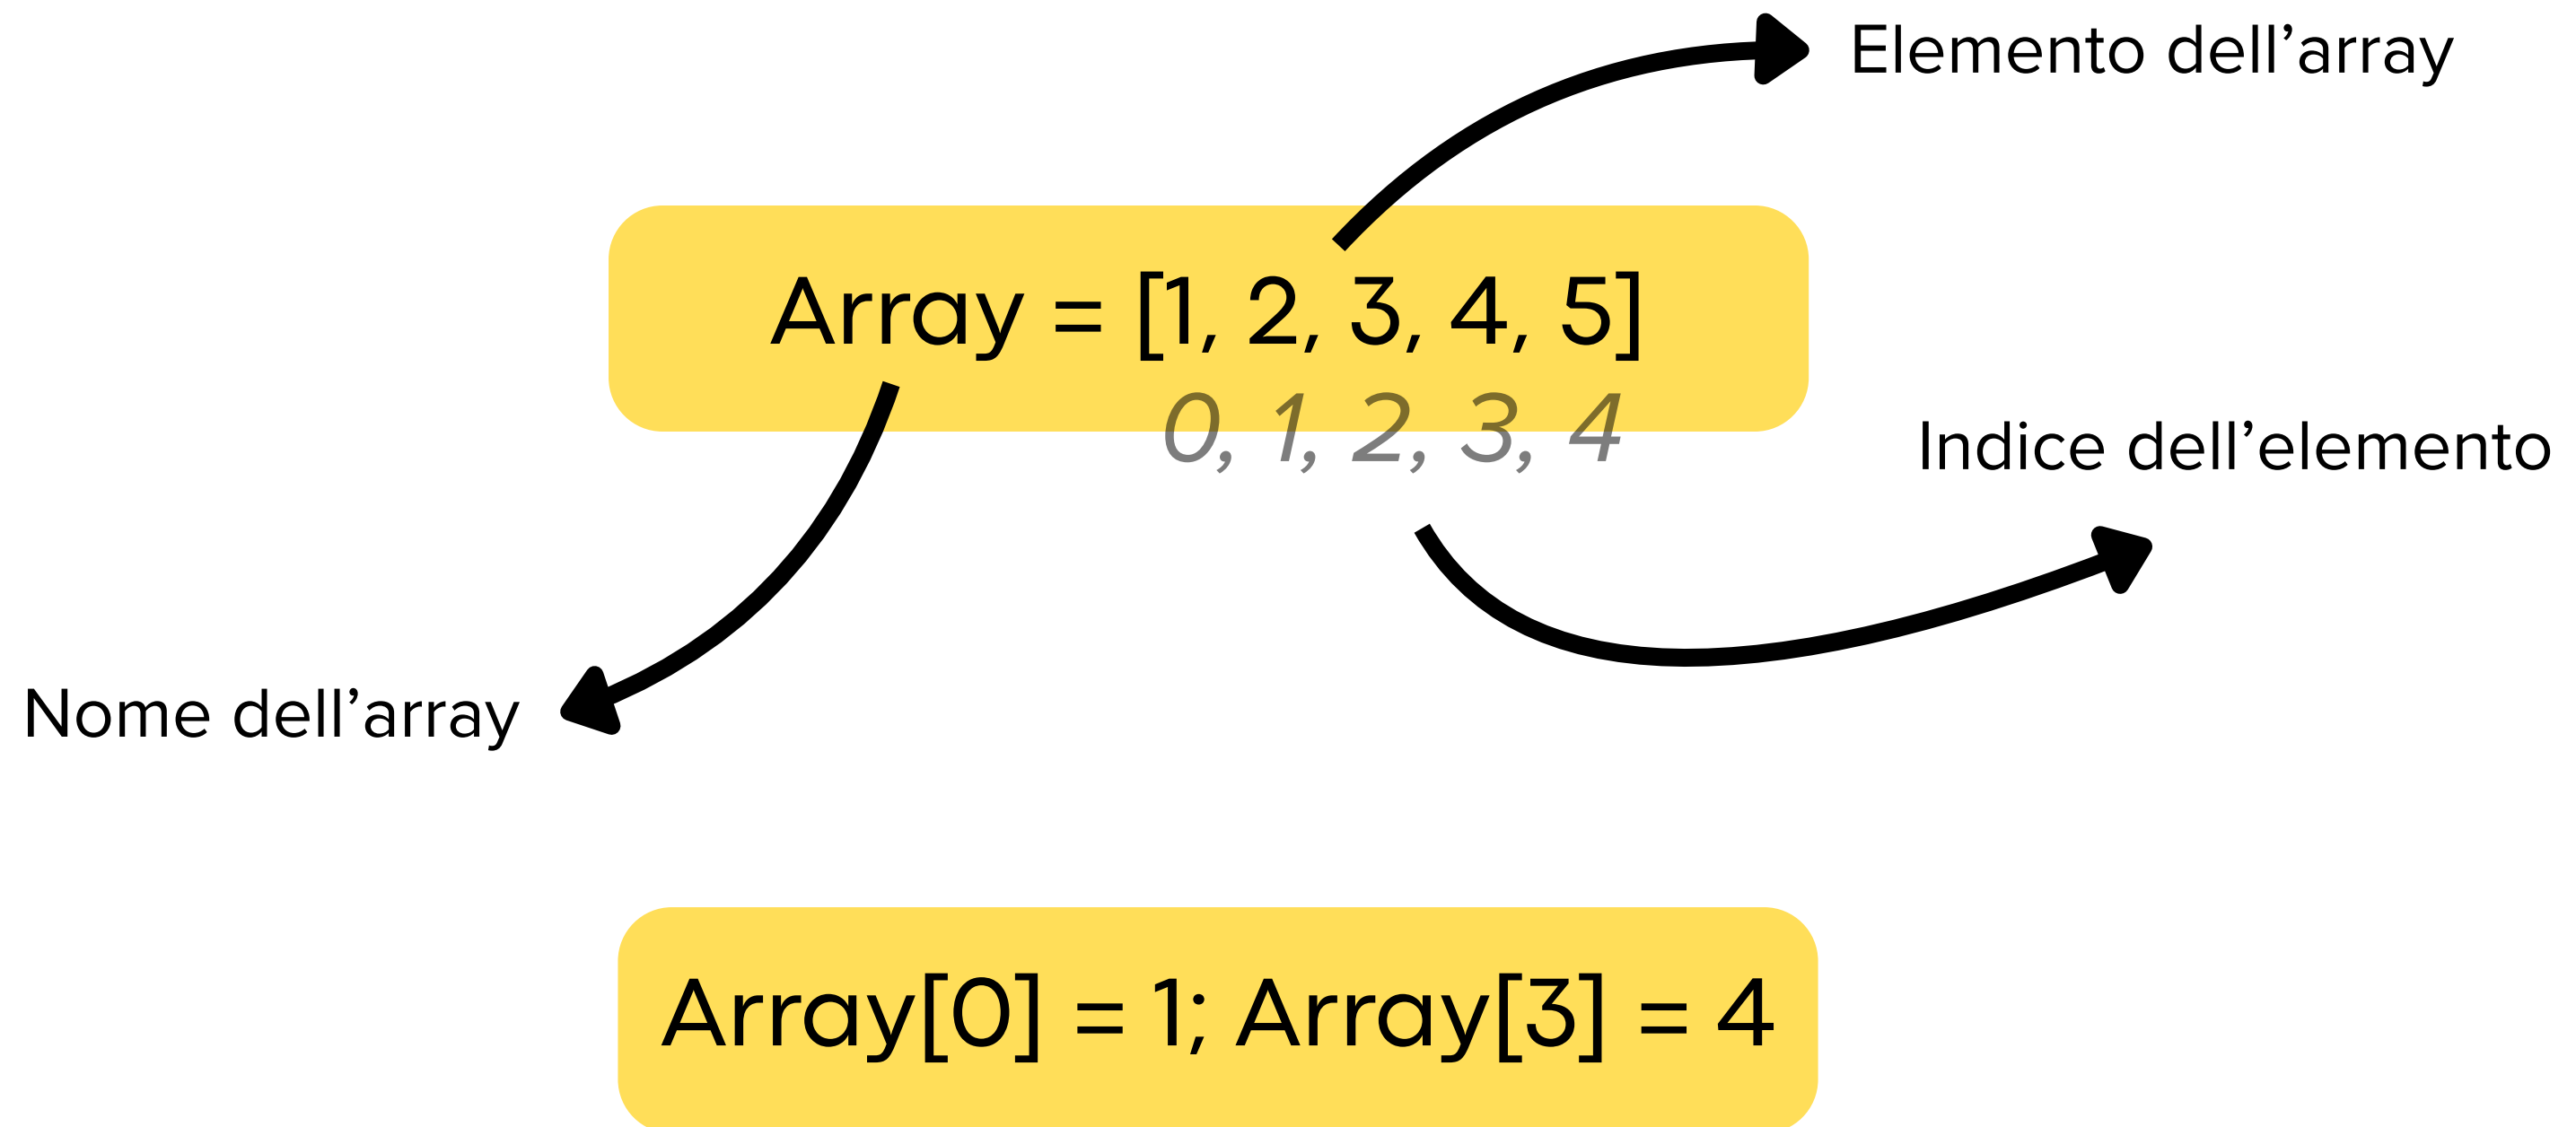 Elemento dell’array
Array = [1, 2, 3, 4, 5]
0, 1, 2, 3, 4
Indice dell’elemento
Nome dell’array
Array[0] = 1; Array[3] = 4